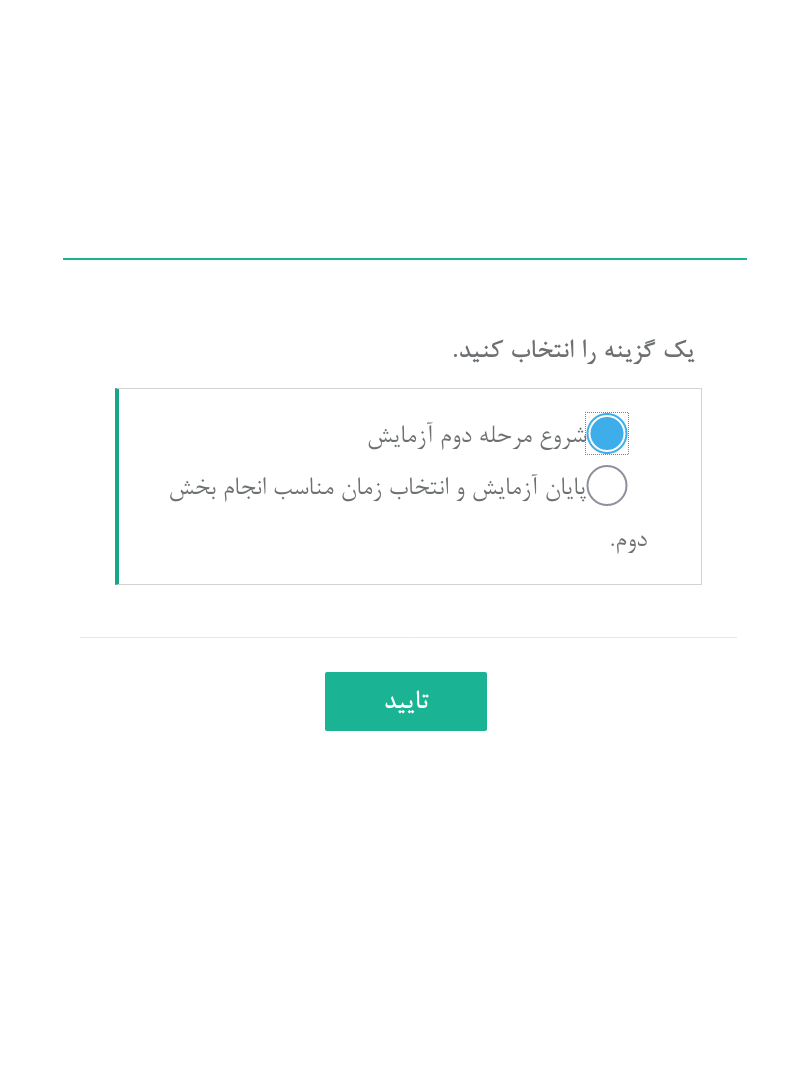 یک گزینه را انتخاب کنید.
شروع مرحله دوم آزمایش
پایان آزمایش و انتخاب زمان مناسب انجام بخش
دوم.
تایید